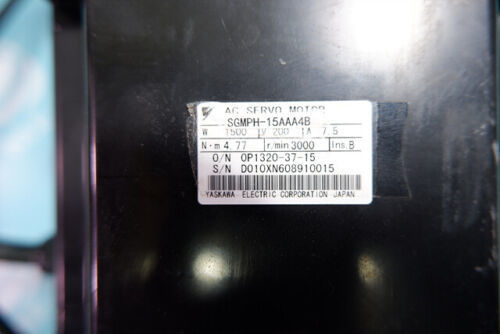 AC SERVO MOTOR
SGMPH-15AAA4B
W 1500 V 200 A 7.5
N·m 4.77 r/min 3000 Ins. B
O/N OP1320-37-15
S/N D010XN608910015
YASKAWA ELECTRIC CORPORATION JAPAN